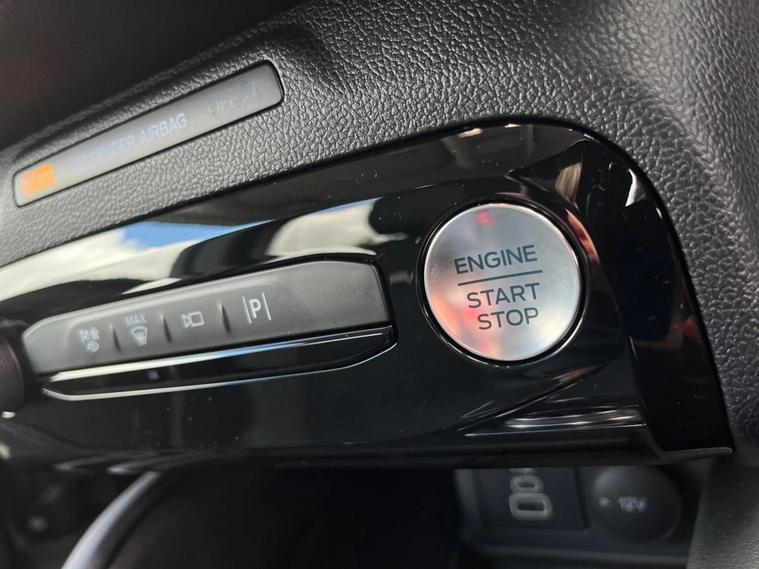 PASSENGER AIRBAG OFF
ENGINE
START
STOP
MAX
P
12V